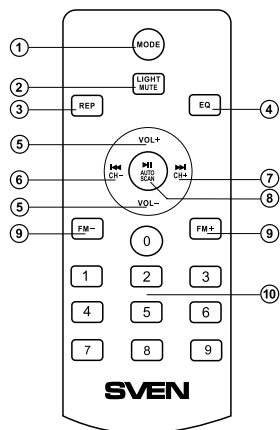 1 MODE
LIGHT
2 MUTE
3 REP
EQ 4
5 VOL+
6 CH−
AUTO
SCAN
CH+ 7
8
5 VOL−
9 FM−
FM+ 9
0
1 2 3
10
4 5 6
7 8 9
SVEN